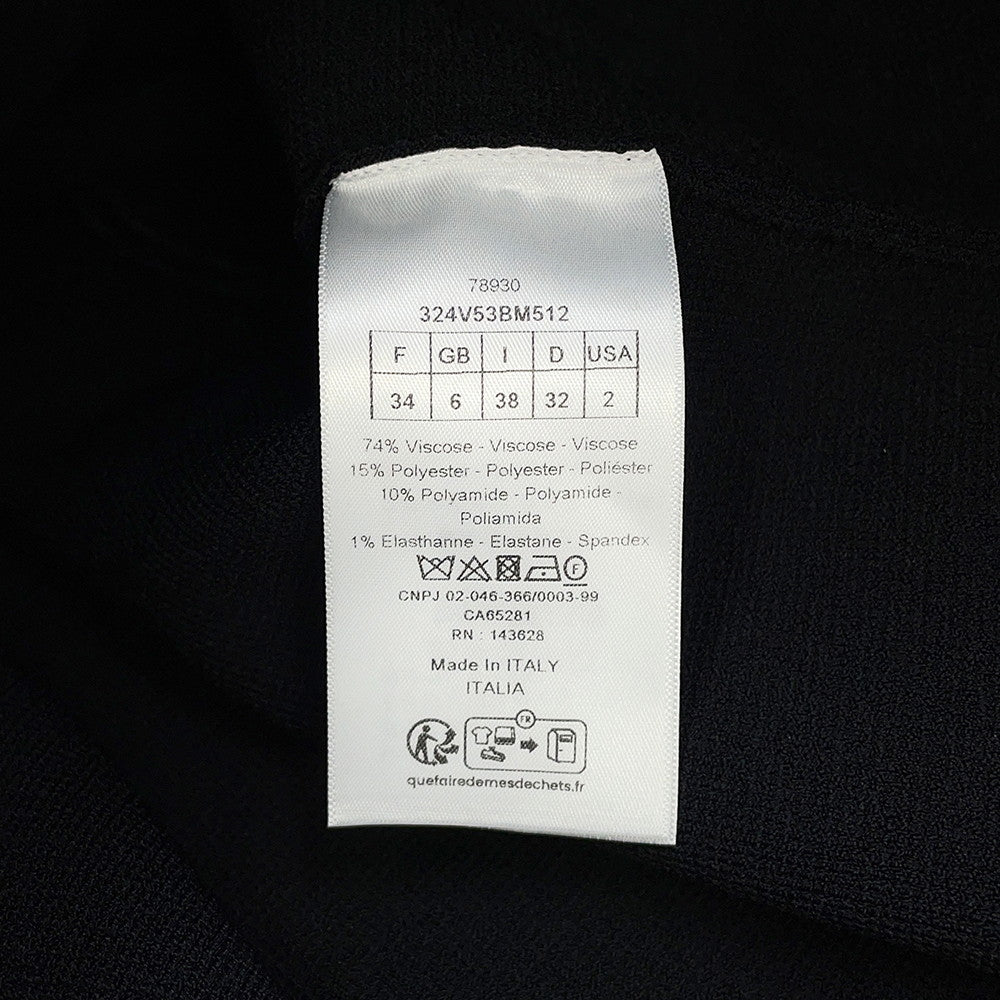 78930
324V53BM512
F GB I D USA
34 6 38 32 2
74% Viscose - Viscose - Viscose
15% Polyester - Polyester - Poliéster
10% Polyamide - Polyamide -
Poliamida
1% Elasthanne - Elastane - Spandex
F
CNPJ 02-046-366/0003-99
CA65281
RN : 143628
Made In ITALY
ITALIA
FR
quefairedemesdechets.fr